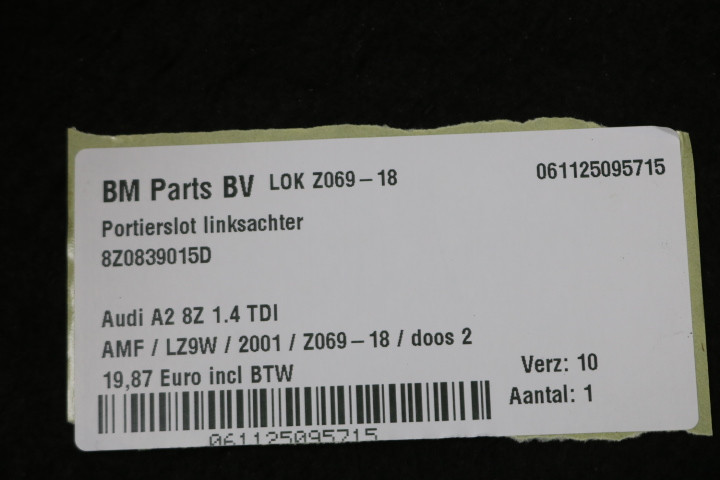 BM Parts BV LOK Z069-18 061125095715
Portierslot linksachter
8Z0839015D
Audi A2 8Z 1.4 TDI
AMF / LZ9W / 2001 / Z069-18 / doos 2
19,87 Euro incl BTW Verz: 10
Aantal: 1
061125095715